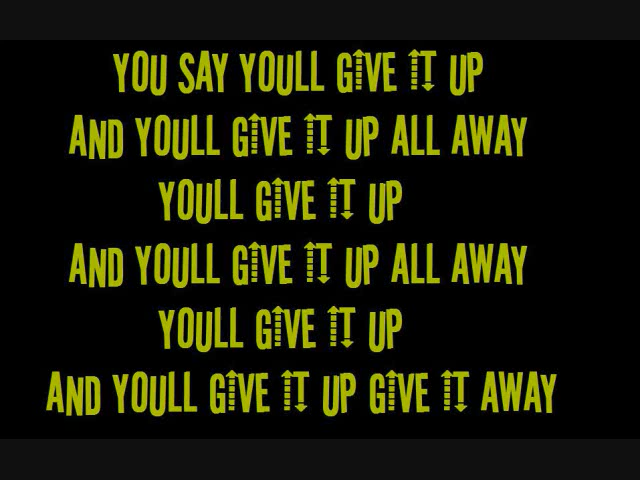 YOU SAY YOULL GIVE IT UP
AND YOULL GIVE IT UP ALL AWAY
YOULL GIVE IT UP
AND YOULL GIVE IT UP ALL AWAY
YOULL GIVE IT UP
AND YOULL GIVE IT UP GIVE IT AWAY